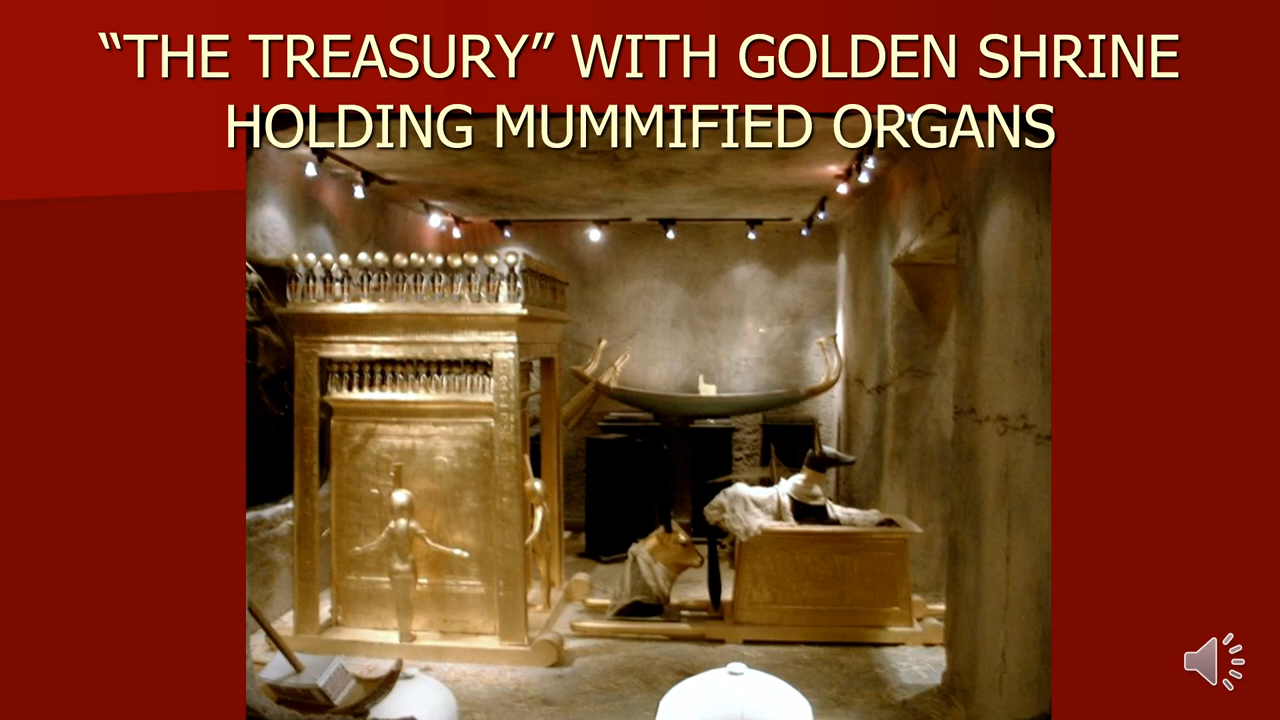 “THE TREASURY” WITH GOLDEN SHRINE
HOLDING MUMMIFIED ORGANS